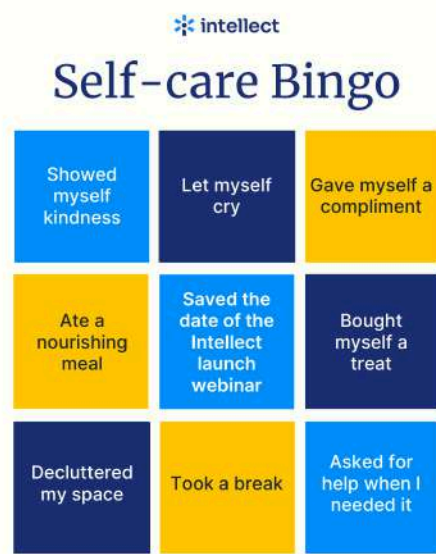 intellect
Self-care Bingo
Showed
myself
kindness
Let myself
cry
Gave myself a
compliment
Ate a
nourishing
meal
Saved the
date of the
Intellect
launch
webinar
Bought
myself a
treat
Decluttered
my space
Took a break
Asked for
help when I
needed it